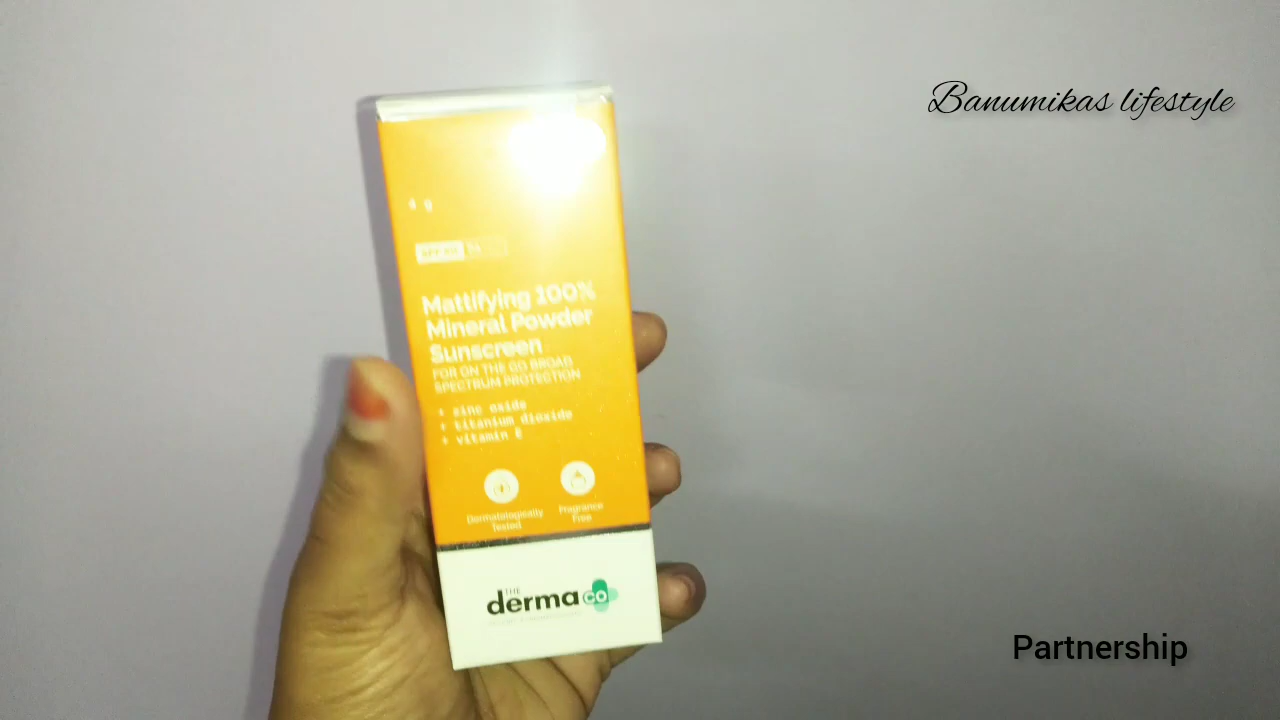 Banumikas lifestyle
4 g
Mattifying 100%
Mineral Powder
Sunscreen
FOR ON THE GO BROAD
SPECTRUM PROTECTION
+ zinc oxide
+ titanium dioxide
+ vitamin E
Dermatologically
Tested
Fragrance
Free
THE
derma co
Partnership